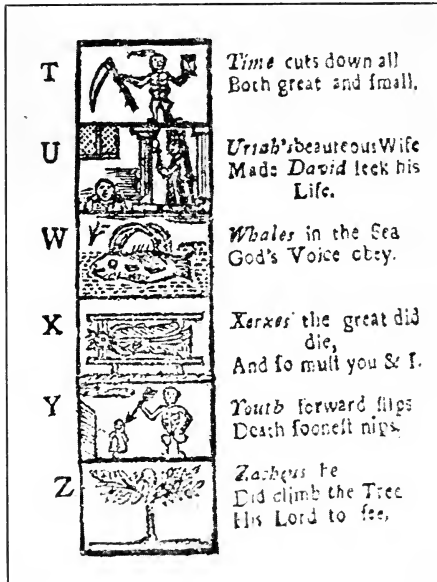 T
Time cuts down all
Both great and ſmall.
U
Uriah's beauteous Wife
Made David ſeek his
Life.
W
Whales in the Sea
God's Voice obey.
X
Xerxes the great did
die,
And ſo muſt you & I.
Y
Youth forward ſlips
Death ſooneſt nips.
Z
Zacheus he
Did climb the Tree
His Lord to ſee,